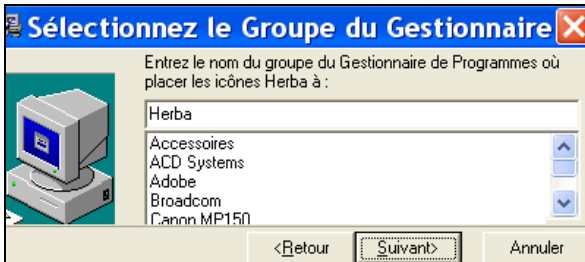 Sélectionnez le Groupe du Gestionnaire
Entrez le nom du groupe du Gestionnaire de Programmes où
placer les icônes Herba à :
Herba
Accessoires
ACD Systems
Adobe
Broadcom
Canon MP150
<Retour Suivant> Annuler